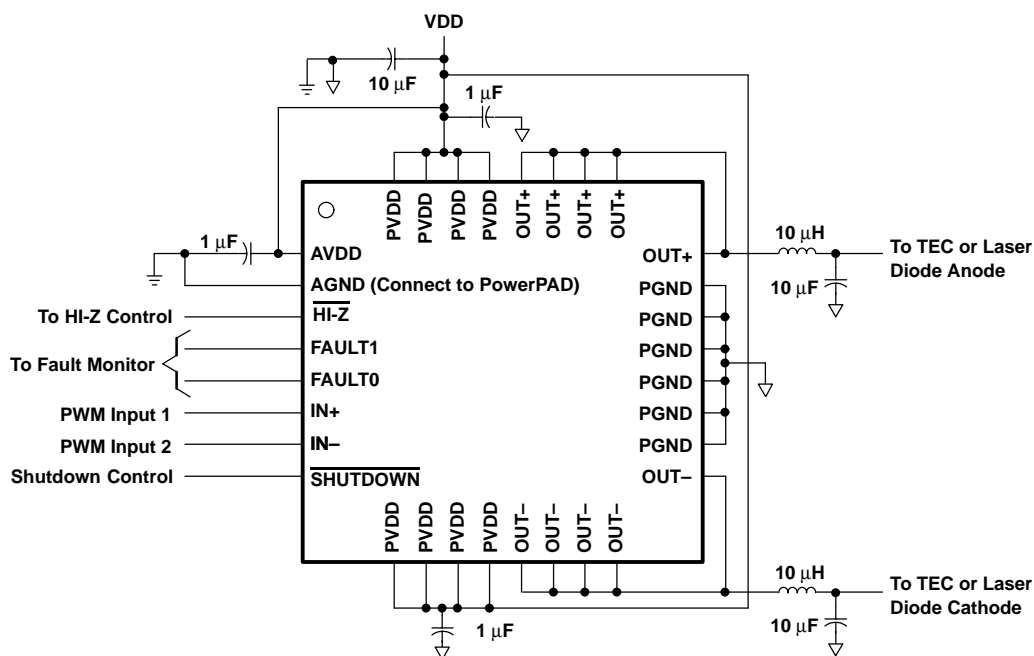 VDD
10 μF
1 μF
PVDD
PVDD
PVDD
PVDD
OUT+
OUT+
OUT+
OUT+
1 μF
AVDD
AGND (Connect to PowerPAD)
To HI-Z Control
HI-Z
To Fault Monitor
FAULT1
FAULT0
PWM Input 1
IN+
PWM Input 2
IN–
Shutdown Control
SHUTDOWN
OUT+
PGND
PGND
PGND
PGND
PGND
PGND
OUT–
10 μH
10 μF
To TEC or Laser
Diode Anode
PVDD
PVDD
PVDD
PVDD
OUT–
OUT–
OUT–
OUT–
1 μF
10 μH
10 μF
To TEC or Laser
Diode Cathode